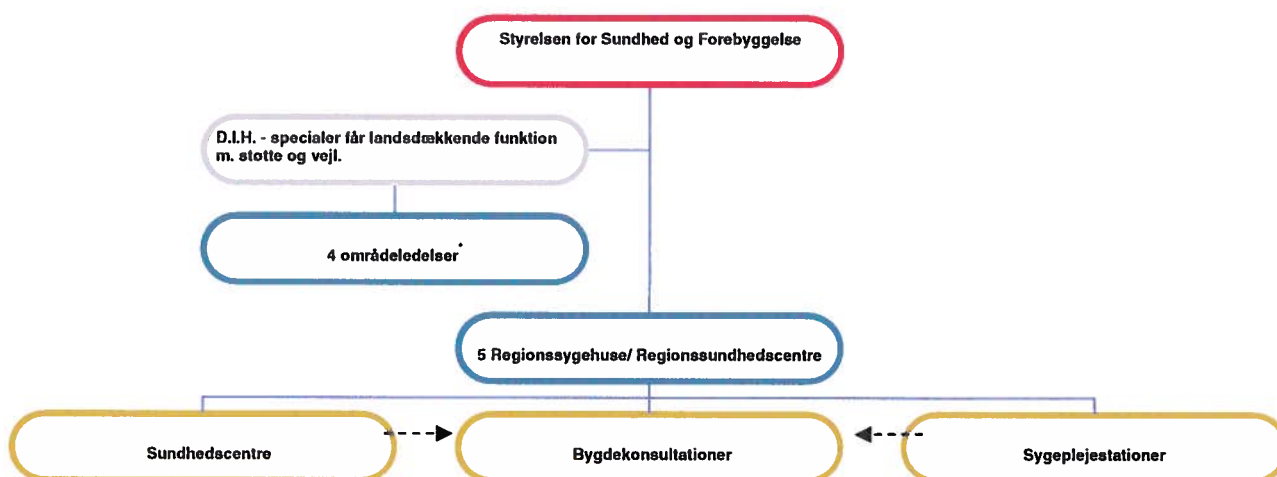 Styrelsen for Sundhed og Forebyggelse
D.I.H. - specialer får landsdækkende funktion
m. støtte og vejl.
4 områdeledelser*
5 Regionssygehuse/ Regionssundhedscentre
Sundhedscentre
Bygdekonsultationer
Sygeplejestationer